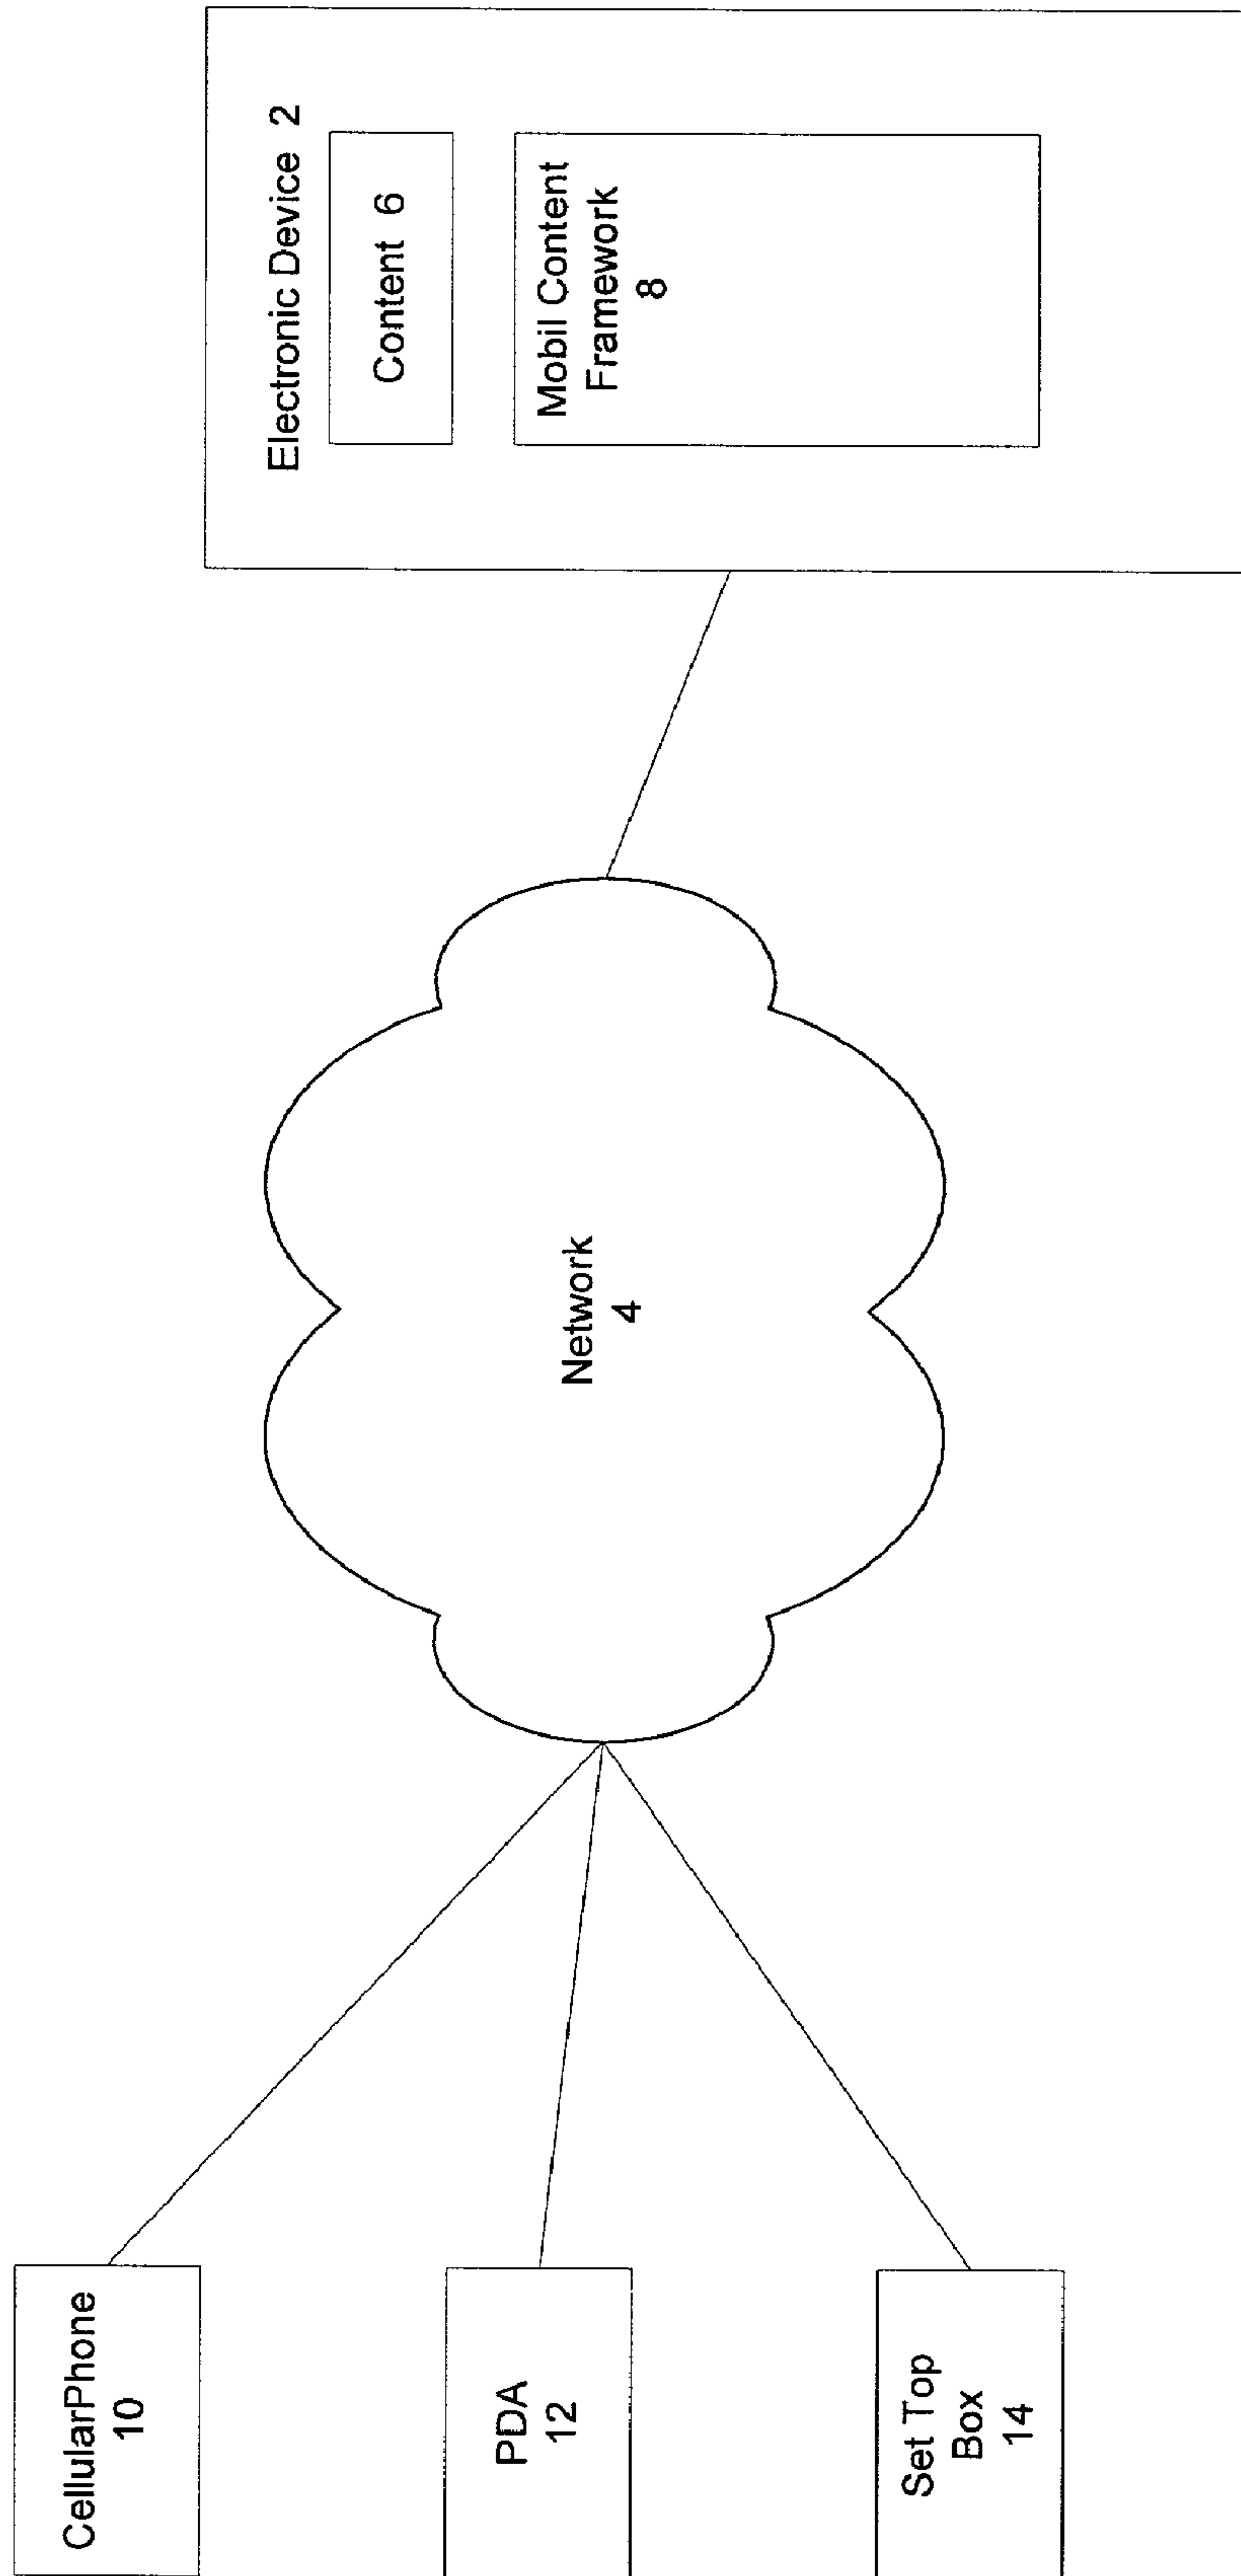 CellularPhone
10
PDA
12
Set Top
Box
14
Network
4
Electronic Device 2
Content 6
Mobil Content
Framework
8